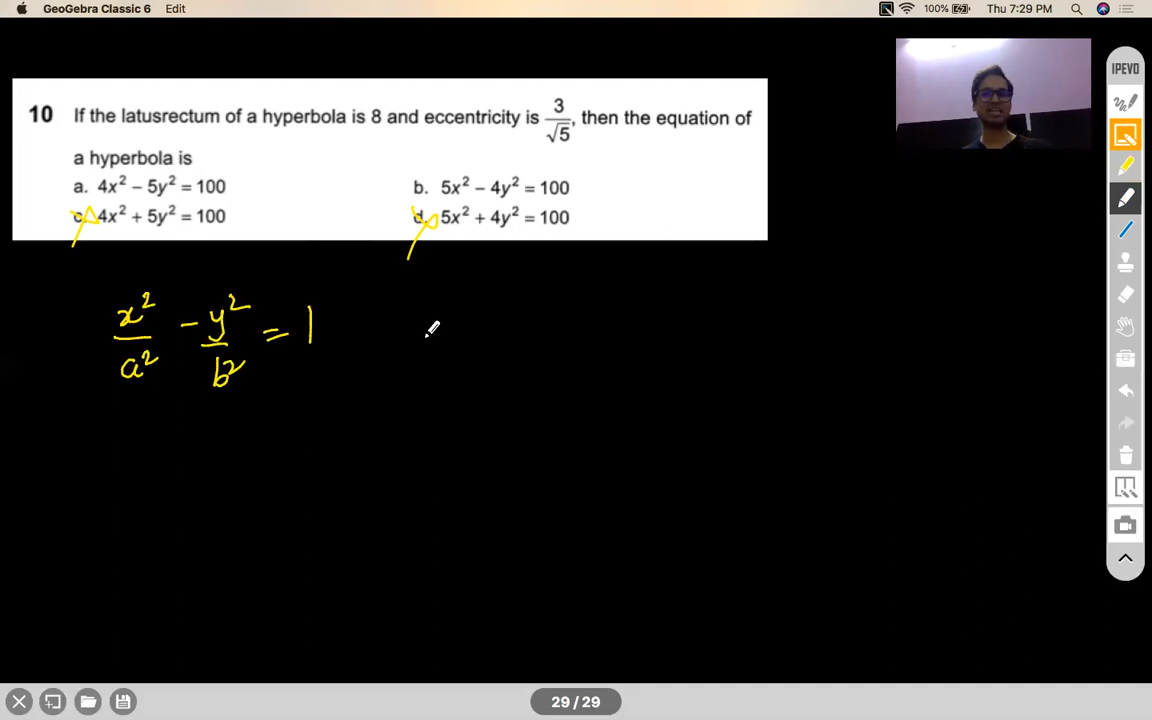 GeoGebra Classic 6 Edit 100% Thu 7:29 PM
IPEVO
10 If the latusrectum of a hyperbola is 8 and eccentricity is 3/√5, then the equation of
a hyperbola is
a. 4x² − 5y² = 100 b. 5x² − 4y² = 100
c. 4x² + 5y² = 100 d. 5x² + 4y² = 100
x²/a² − y²/b² = 1
29 / 29